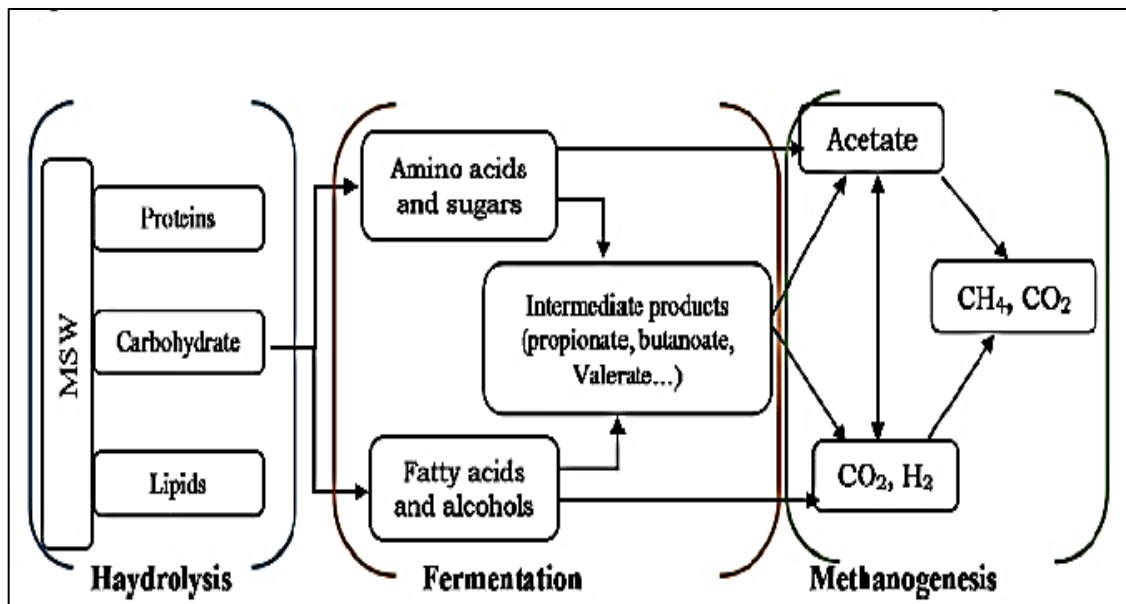 MSW
Proteins
Carbohydrate
Lipids
Haydrolysis
Amino acids
and sugars
Intermediate products
(propionate, butanoate,
Valerate...)
Fatty acids
and alcohols
Fermentation
Acetate
CH₄, CO₂
CO₂, H₂
Methanogenesis